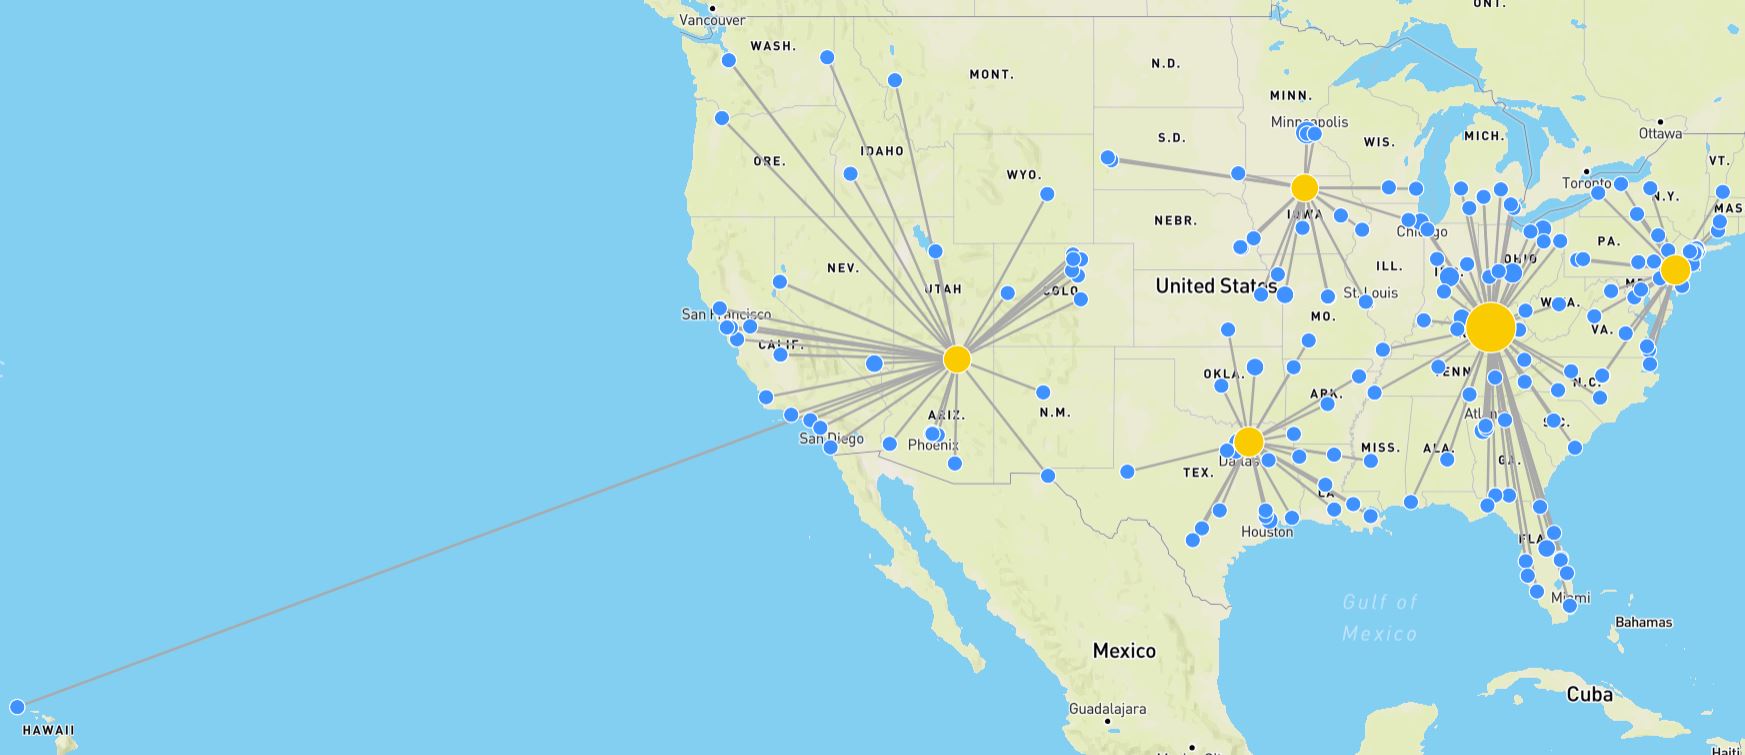 ONT.
Vancouver
WASH.
MONT.
N.D.
MINN.
Minneapolis
Ottawa
ORE.
IDAHO
S.D.
WIS.
MICH.
VT.
WYO.
Toronto
N.Y.
MAS
NEBR.
IOWA
Chicago
PA.
NEV.
UTAH
COLO.
United States
ILL.
OHIO
St. Louis
San Francisco
MO.
VA.
CALIF.
OKLA.
ARK.
TENN
N.C.
ARIZ.
N.M.
Atlan
San Diego
Phoenix
S.C.
Dallas
TEX.
MISS.
ALA.
GA.
LA
Houston
FLA
Gulf of
Mexico
Miami
Bahamas
Mexico
Cuba
HAWAII
Guadalajara
Haiti